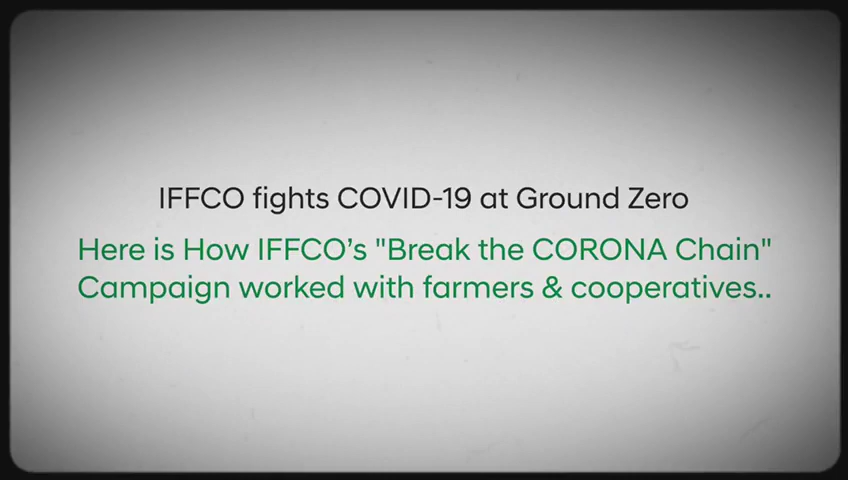 IFFCO fights COVID-19 at Ground Zero
Here is How IFFCO’s "Break the CORONA Chain"
Campaign worked with farmers & cooperatives..